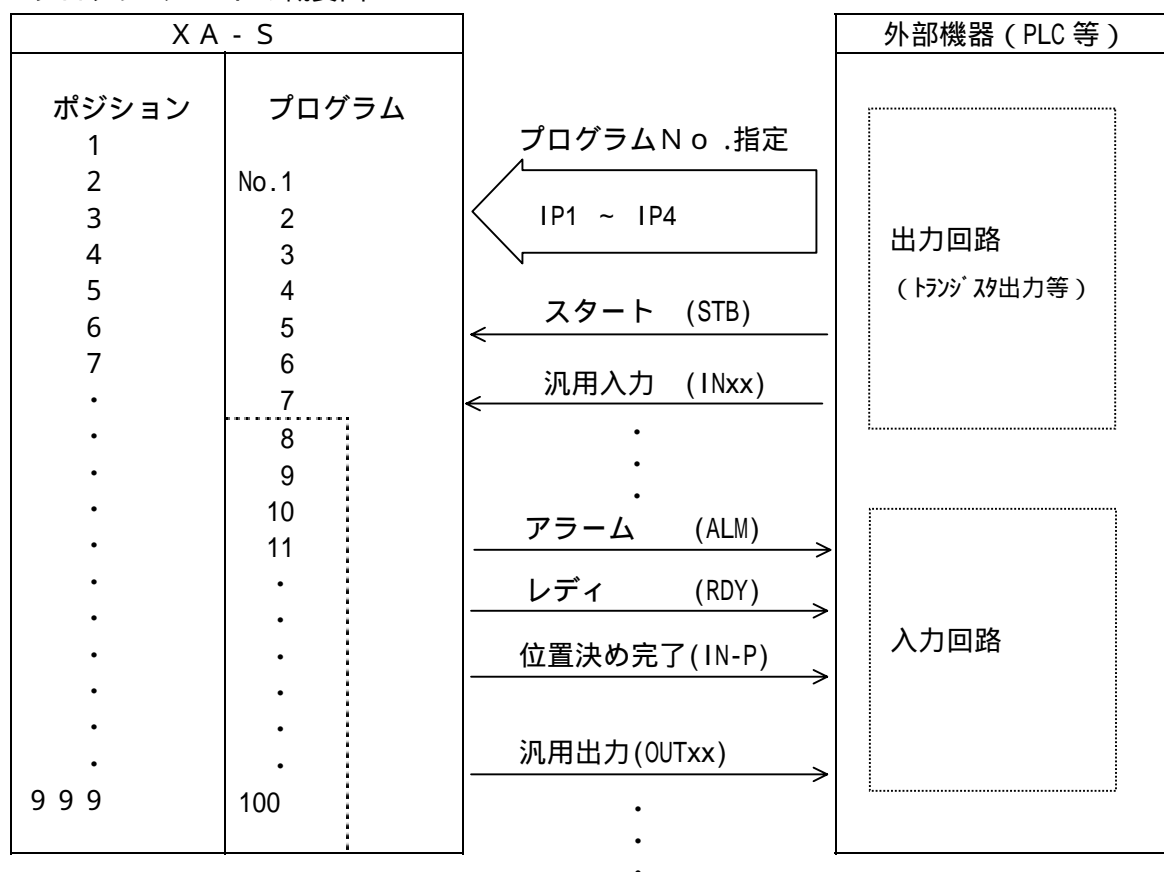 XA-S
外部機器(PLC等)
ポジション プログラム
1
2 No.1
3 2
4 3
5 4
6 5
7 6
・ 7
・ 8
・ 9
・ 10
・ 11
・ ・
・ ・
・ ・
・ ・
・ ・
・ ・
999 100
プログラムNo.指定
IP1 ~ IP4
スタート (STB)
汎用入力 (INxx)
・
・
・
アラーム (ALM)
レディ (RDY)
位置決め完了(IN-P)
汎用出力(OUTxx)
・
・
・
出力回路
(トランジスタ出力等)
入力回路